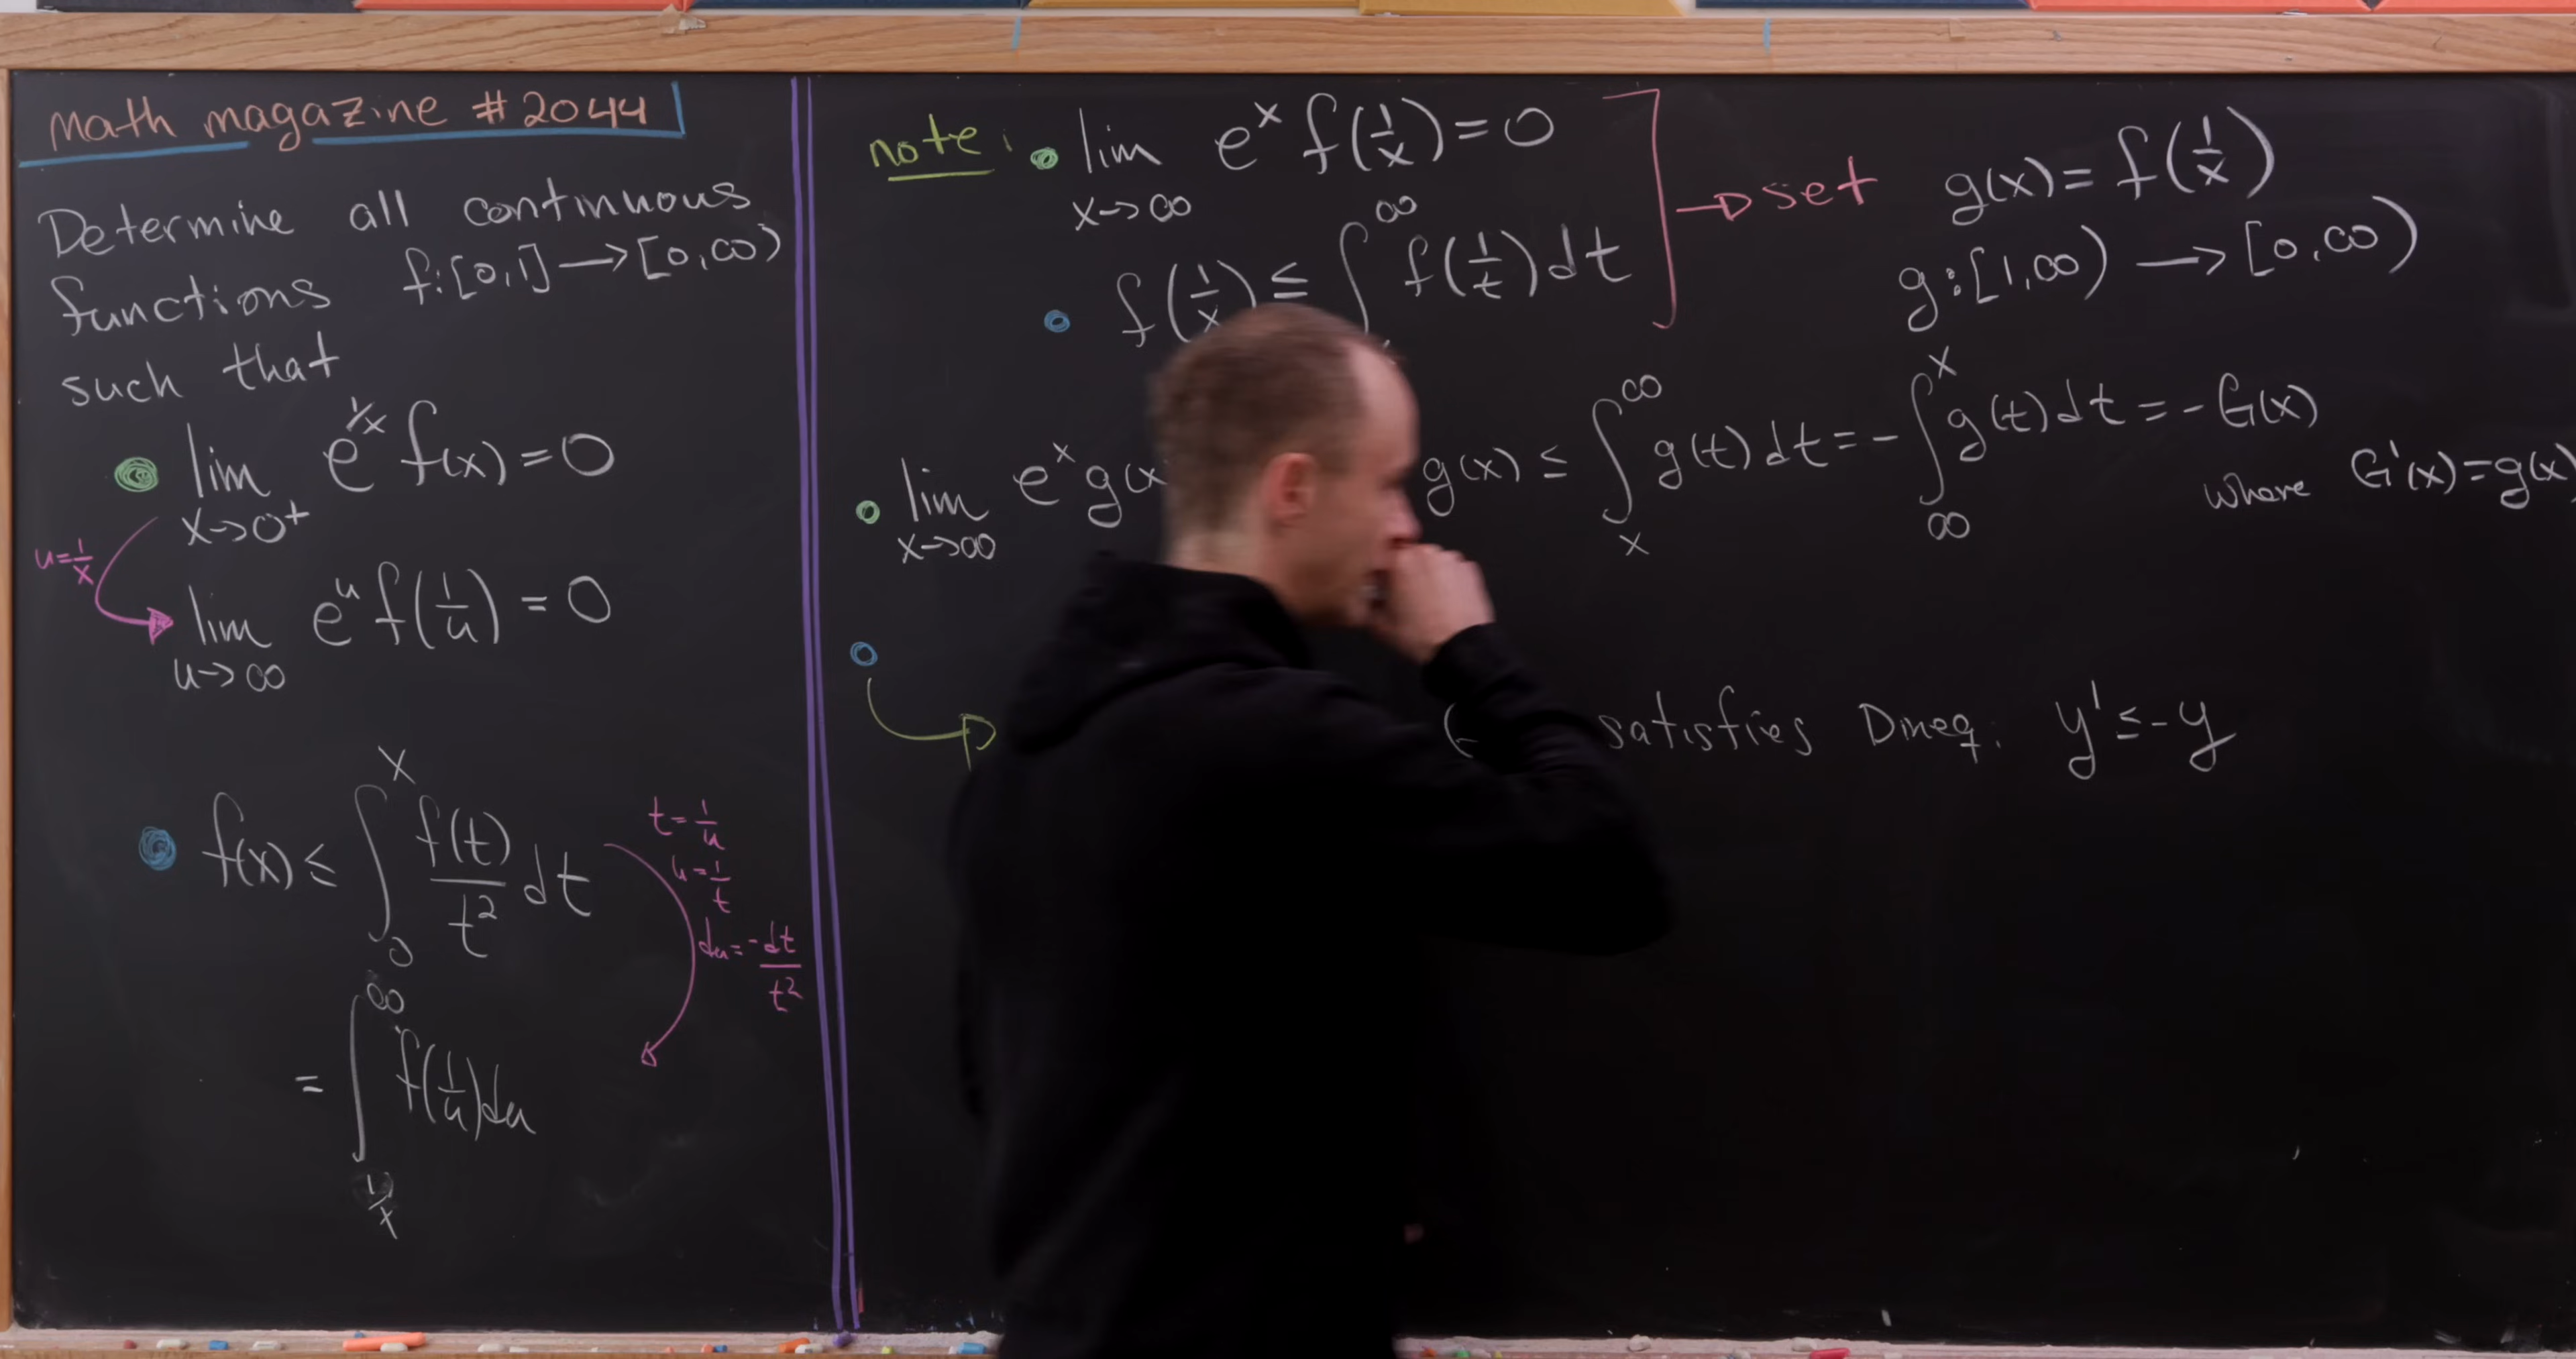 math magazine #2044
Determine all continuous
functions f:[0,1]→[0,∞)
such that
lim e^{1/x} f(x)=0
x→0⁺
u=1/x
lim e^u f(1/u)=0
u→∞
f(x) ≤ ∫_0^x f(t)/t² dt
t=1/u
u=1/t
du=-dt/t²
= ∫_{1/x}^∞ f(1/u)du
note:
lim e^x f(1/x)=0
x→∞
f(1/x) ≤ ∫^∞ f(1/t)dt
→ set g(x)=f(1/x)
g:[1,∞)→[0,∞)
lim e^x g(x
x→∞
g(x) ≤ ∫_x^∞ g(t)dt=-∫_∞^x g(t)dt=-G(x)
where G'(x)=g(x)
satisfies Dineq: y'≤-y